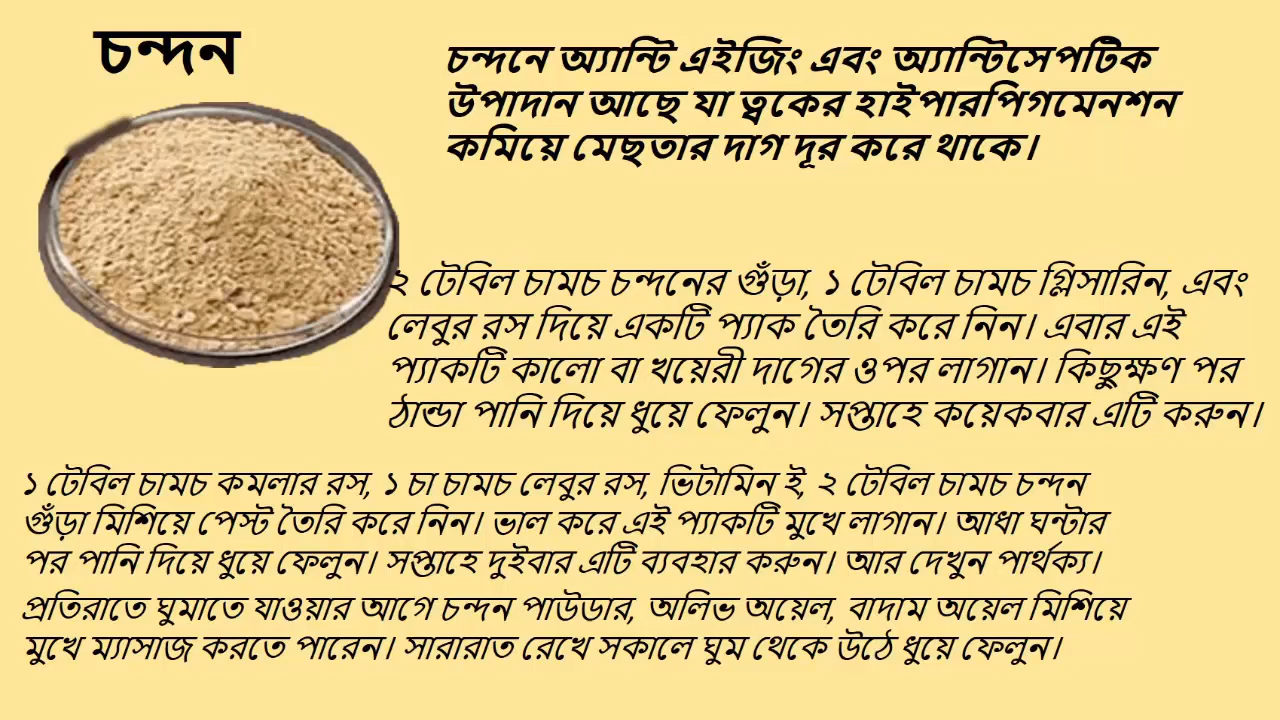 চন্দন
চন্দনে অ্যান্টি এইজিং এবং অ্যান্টিসেপটিক
উপাদান আছে যা ত্বকের হাইপারপিগমেনশন
কমিয়ে মেছতার দাগ দূর করে থাকে।
২ টেবিল চামচ চন্দনের গুঁড়া, ১ টেবিল চামচ গ্লিসারিন, এবং
লেবুর রস দিয়ে একটি প্যাক তৈরি করে নিন। এবার এই
প্যাকটি কালো বা খয়েরী দাগের ওপর লাগান। কিছুক্ষণ পর
ঠান্ডা পানি দিয়ে ধুয়ে ফেলুন। সপ্তাহে কয়েকবার এটি করুন।
১ টেবিল চামচ কমলার রস, ১ চা চামচ লেবুর রস, ভিটামিন ই, ২ টেবিল চামচ চন্দন
গুঁড়া মিশিয়ে পেস্ট তৈরি করে নিন। ভাল করে এই প্যাকটি মুখে লাগান। আধা ঘন্টার
পর পানি দিয়ে ধুয়ে ফেলুন। সপ্তাহে দুইবার এটি ব্যবহার করুন। আর দেখুন পার্থক্য।
প্রতিরাতে ঘুমাতে যাওয়ার আগে চন্দন পাউডার, অলিভ অয়েল, বাদাম অয়েল মিশিয়ে
মুখে ম্যাসাজ করতে পারেন। সারারাত রেখে সকালে ঘুম থেকে উঠে ধুয়ে ফেলুন।